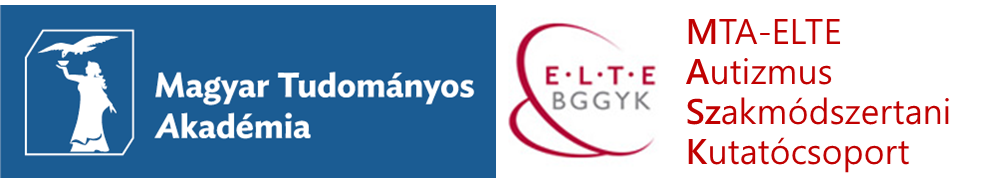 Magyar Tudományos
Akadémia
E·L·T·E
BGGYK
MTA-ELTE
Autizmus
Szakmódszertani
Kutatócsoport